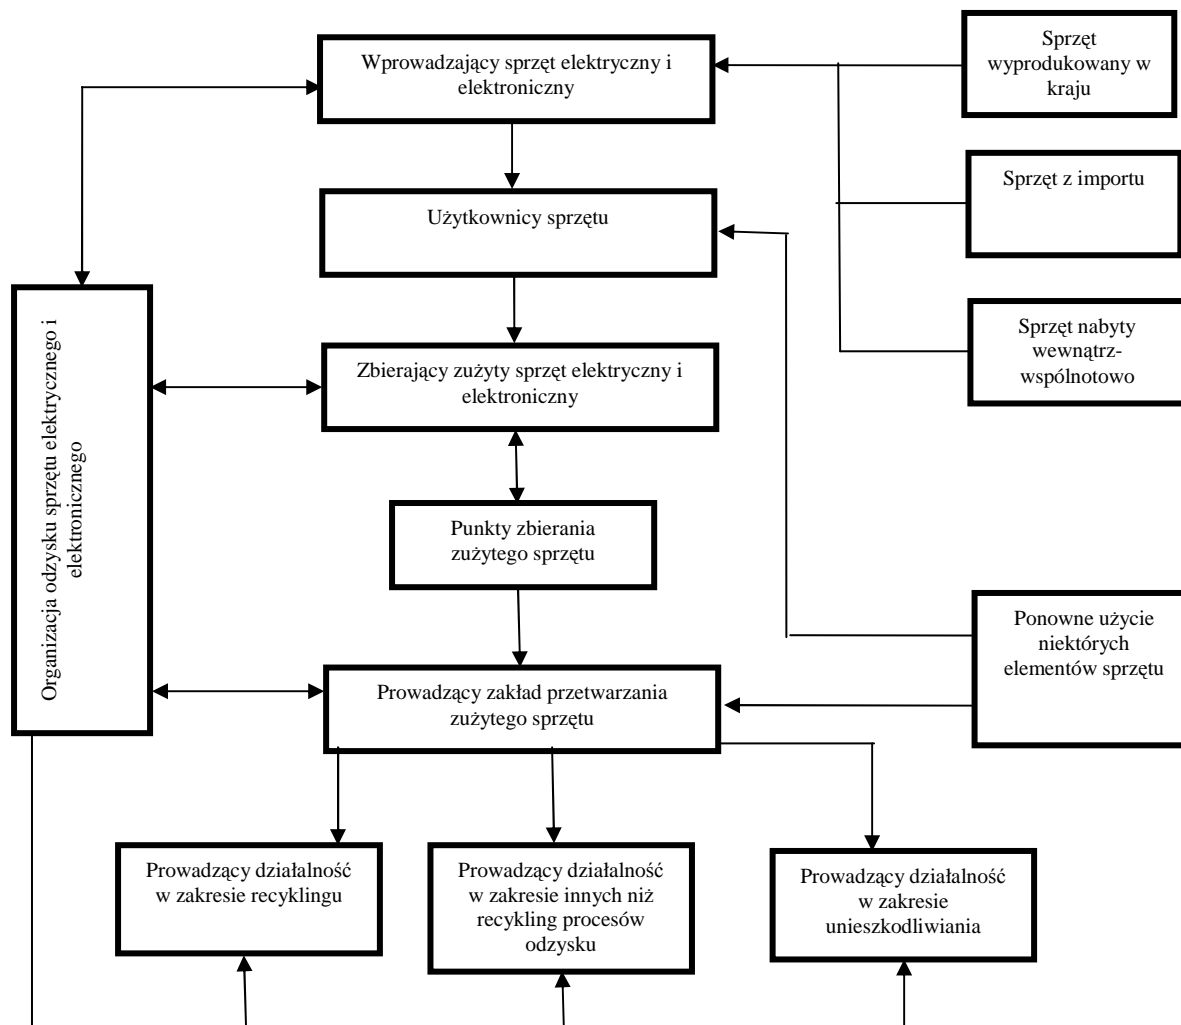 Sprzęt
wyprodukowany w
kraju
Wprowadzający sprzęt elektryczny i
elektroniczny
Sprzęt z importu
Użytkownicy sprzętu
Sprzęt nabyty
wewnątrz-
wspólnotowo
Zbierający zużyty sprzęt elektryczny i
elektroniczny
Organizacja odzysku sprzętu elektrycznego i
elektronicznego
Punkty zbierania
zużytego sprzętu
Ponowne użycie
niektórych
elementów sprzętu
Prowadzący zakład przetwarzania
zużytego sprzętu
Prowadzący działalność
w zakresie recyklingu
Prowadzący działalność
w zakresie innych niż
recykling procesów
odzysku
Prowadzący działalność
w zakresie
unieszkodliwiania